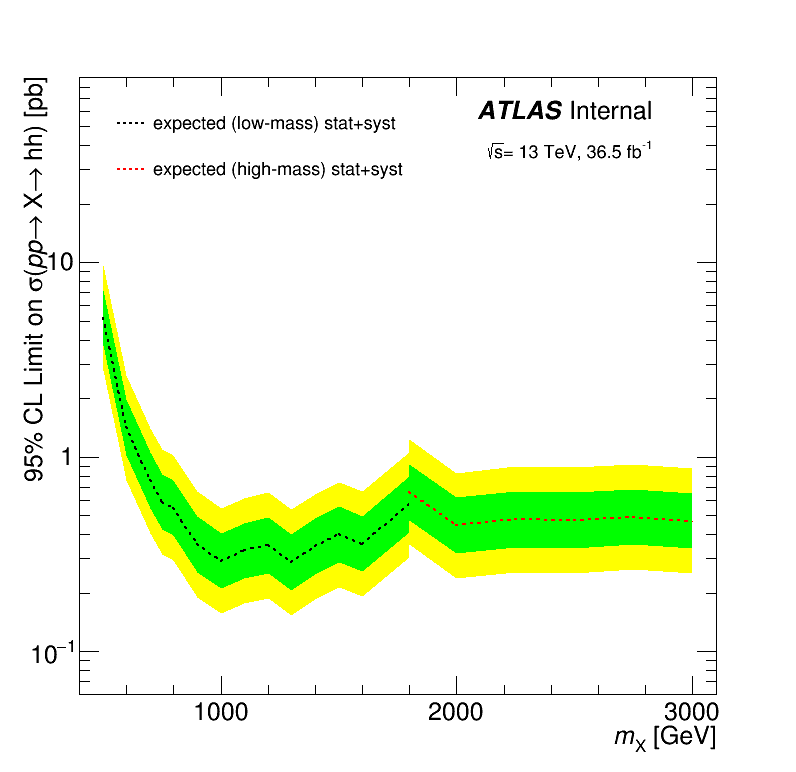 ATLAS Internal
√s= 13 TeV, 36.5 fb⁻¹
expected (low-mass) stat+syst
expected (high-mass) stat+syst
95% CL Limit on σ(pp→ X→ hh) [pb]
10
1
10⁻¹
1000
2000
3000
m_X [GeV]